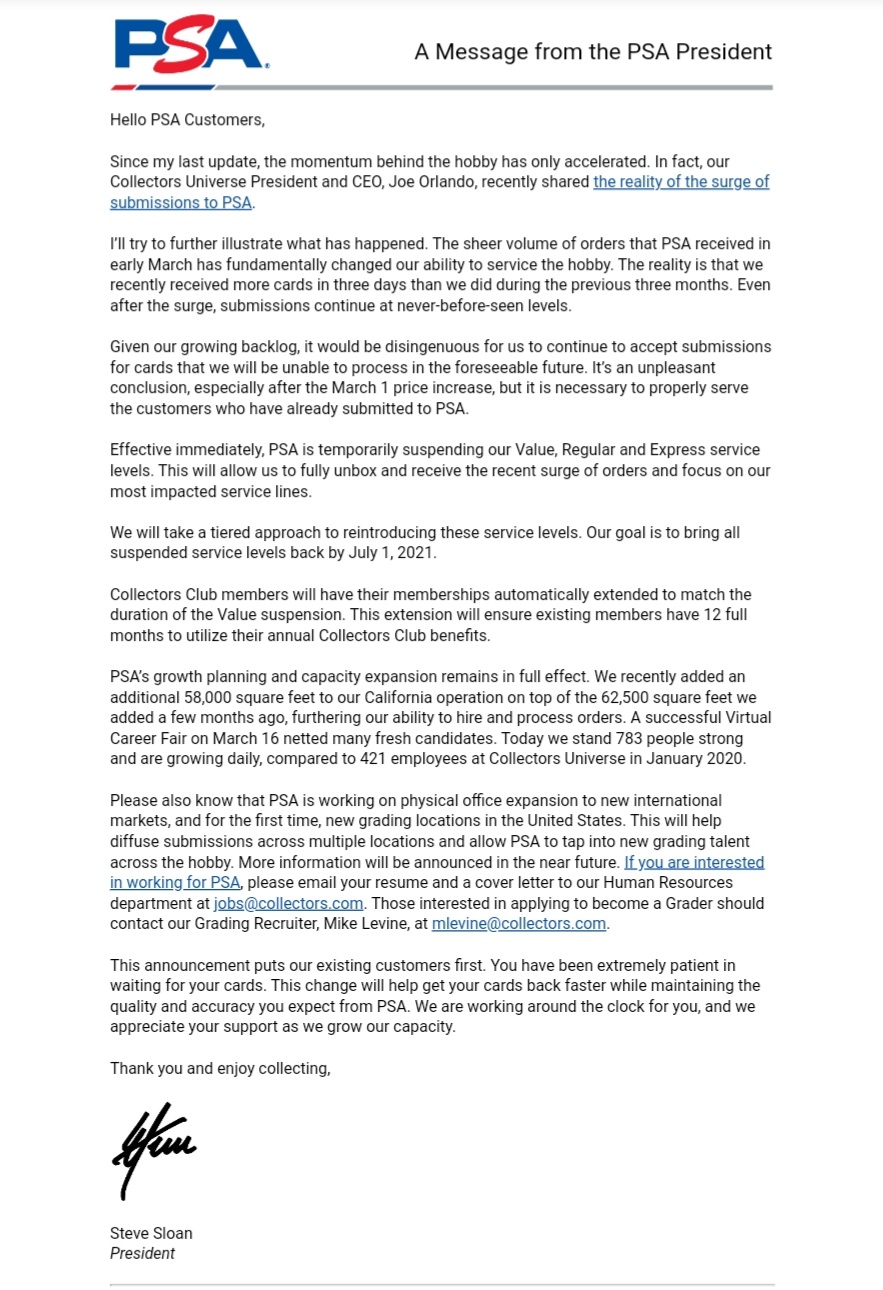 PSA.
A Message from the PSA President
Hello PSA Customers,
Since my last update, the momentum behind the hobby has only accelerated. In fact, our
Collectors Universe President and CEO, Joe Orlando, recently shared the reality of the surge of
submissions to PSA.
I'll try to further illustrate what has happened. The sheer volume of orders that PSA received in
early March has fundamentally changed our ability to service the hobby. The reality is that we
recently received more cards in three days than we did during the previous three months. Even
after the surge, submissions continue at never-before-seen levels.
Given our growing backlog, it would be disingenuous for us to continue to accept submissions
for cards that we will be unable to process in the foreseeable future. It's an unpleasant
conclusion, especially after the March 1 price increase, but it is necessary to properly serve
the customers who have already submitted to PSA.
Effective immediately, PSA is temporarily suspending our Value, Regular and Express service
levels. This will allow us to fully unbox and receive the recent surge of orders and focus on our
most impacted service lines.
We will take a tiered approach to reintroducing these service levels. Our goal is to bring all
suspended service levels back by July 1, 2021.
Collectors Club members will have their memberships automatically extended to match the
duration of the Value suspension. This extension will ensure existing members have 12 full
months to utilize their annual Collectors Club benefits.
PSA's growth planning and capacity expansion remains in full effect. We recently added an
additional 58,000 square feet to our California operation on top of the 62,500 square feet we
added a few months ago, furthering our ability to hire and process orders. A successful Virtual
Career Fair on March 16 netted many fresh candidates. Today we stand 783 people strong
and are growing daily, compared to 421 employees at Collectors Universe in January 2020.
Please also know that PSA is working on physical office expansion to new international
markets, and for the first time, new grading locations in the United States. This will help
diffuse submissions across multiple locations and allow PSA to tap into new grading talent
across the hobby. More information will be announced in the near future. If you are interested
in working for PSA, please email your resume and a cover letter to our Human Resources
department at jobs@collectors.com. Those interested in applying to become a Grader should
contact our Grading Recruiter, Mike Levine, at mlevine@collectors.com.
This announcement puts our existing customers first. You have been extremely patient in
waiting for your cards. This change will help get your cards back faster while maintaining the
quality and accuracy you expect from PSA. We are working around the clock for you, and we
appreciate your support as we grow our capacity.
Thank you and enjoy collecting,
Steve Sloan
President